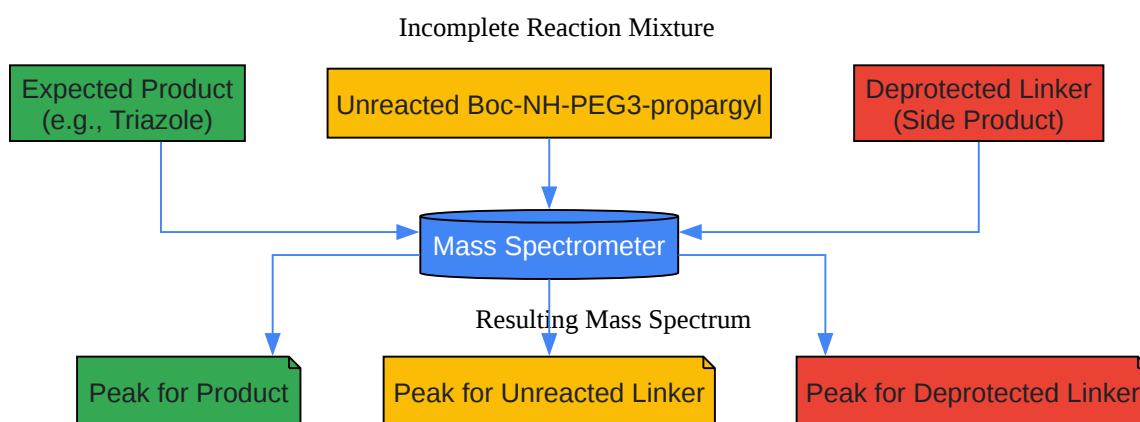 Incomplete Reaction Mixture
Expected Product
(e.g., Triazole)
Unreacted Boc-NH-PEG3-propargyl
Deprotected Linker
(Side Product)
Mass Spectrometer
Resulting Mass Spectrum
Peak for Product
Peak for Unreacted Linker
Peak for Deprotected Linker